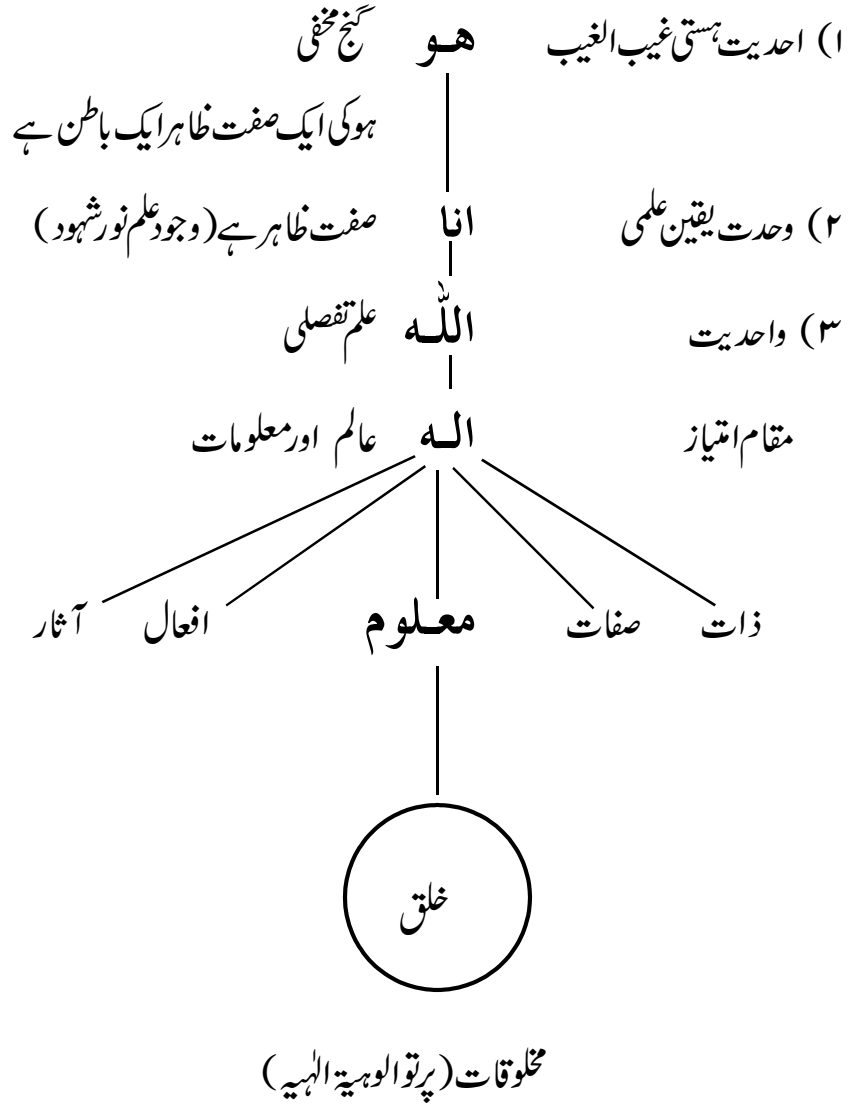 ۱) احدیت ہستی غیب الغیب ھو گنج مخفی
ہو کی ایک صفت ظاہر ایک باطن ہے
۲) وحدت یقین علمی انا صفت ظاہر ہے (وجود علم نور شہود)
۳) واحدیت اللہ علم تفصلی
مقام امتیاز الہ عالم اور معلومات
ذات صفات معلوم افعال آثار
خلق
مخلوقات (پرتو الوہیۃ الٰہیہ)